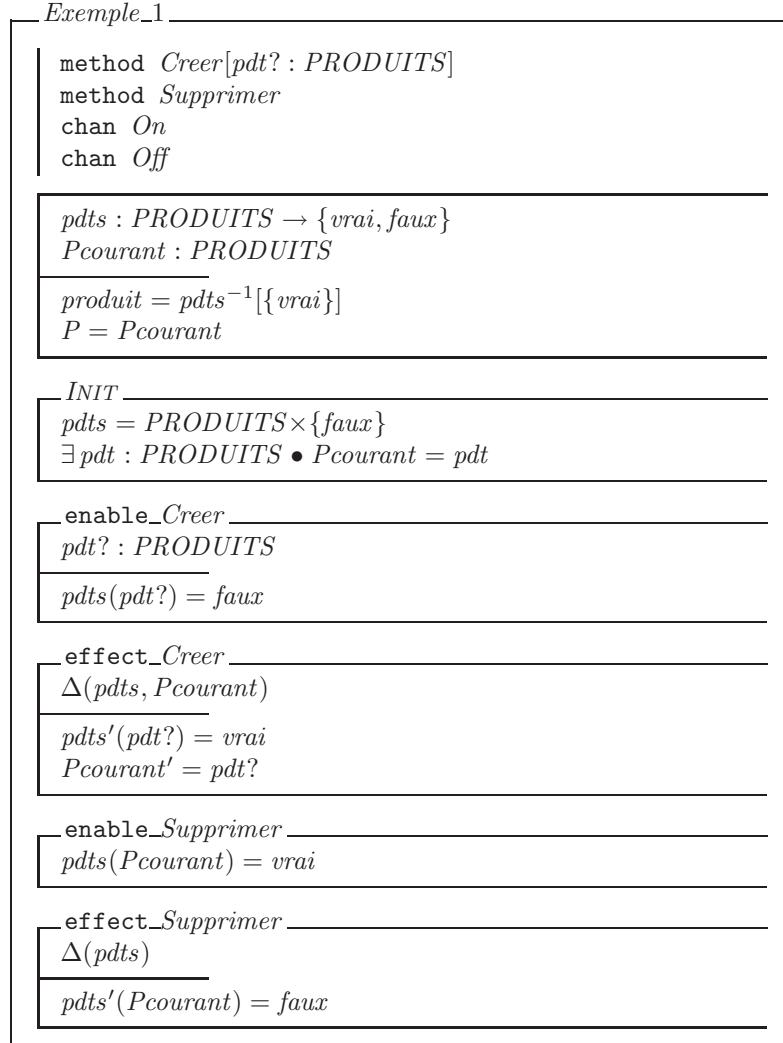 Exemple_1
method Creer[pdt? : PRODUITS]
method Supprimer
chan On
chan Off
pdts : PRODUITS → {vrai, faux}
Pcourant : PRODUITS
produit = pdts⁻¹[{vrai}]
P = Pcourant
INIT
pdts = PRODUITS×{faux}
∃ pdt : PRODUITS • Pcourant = pdt
enable_Creer
pdt? : PRODUITS
pdts(pdt?) = faux
effect_Creer
Δ(pdts, Pcourant)
pdts′(pdt?) = vrai
Pcourant′ = pdt?
enable_Supprimer
pdts(Pcourant) = vrai
effect_Supprimer
Δ(pdts)
pdts′(Pcourant) = faux